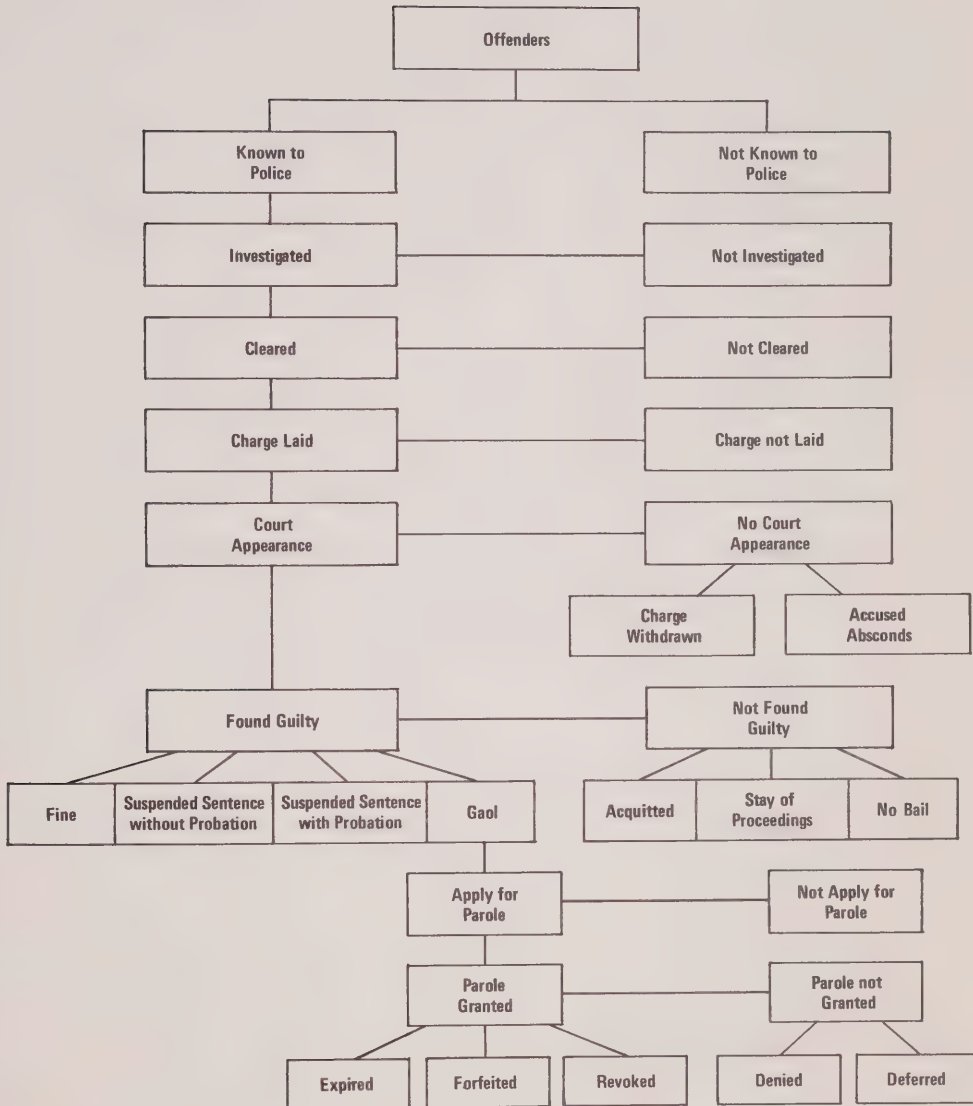 Offenders
Known to
Police
Not Known to
Police
Investigated
Not Investigated
Cleared
Not Cleared
Charge Laid
Charge not Laid
Court
Appearance
No Court
Appearance
Charge
Withdrawn
Accused
Absconds
Found Guilty
Not Found
Guilty
Fine
Suspended Sentence
without Probation
Suspended Sentence
with Probation
Gaol
Acquitted
Stay of
Proceedings
No Bail
Apply for
Parole
Not Apply for
Parole
Parole
Granted
Parole not
Granted
Expired
Forfeited
Revoked
Denied
Deferred